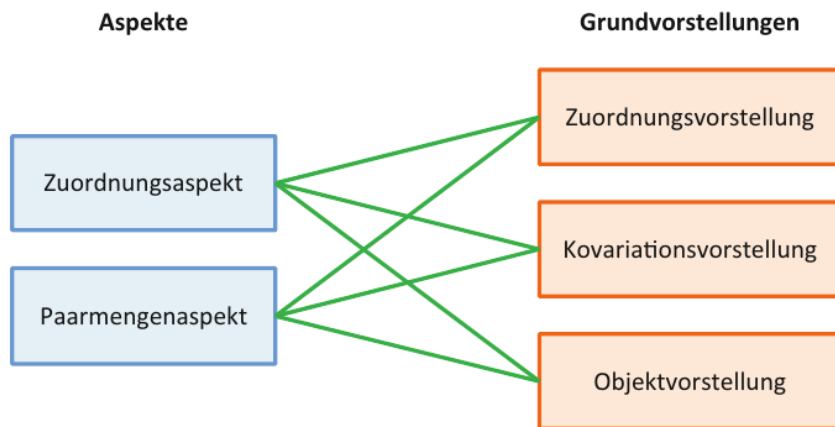 Aspekte
Grundvorstellungen
Zuordnungsaspekt
Paarmengenaspekt
Zuordnungsvorstellung
Kovariationsvorstellung
Objektvorstellung